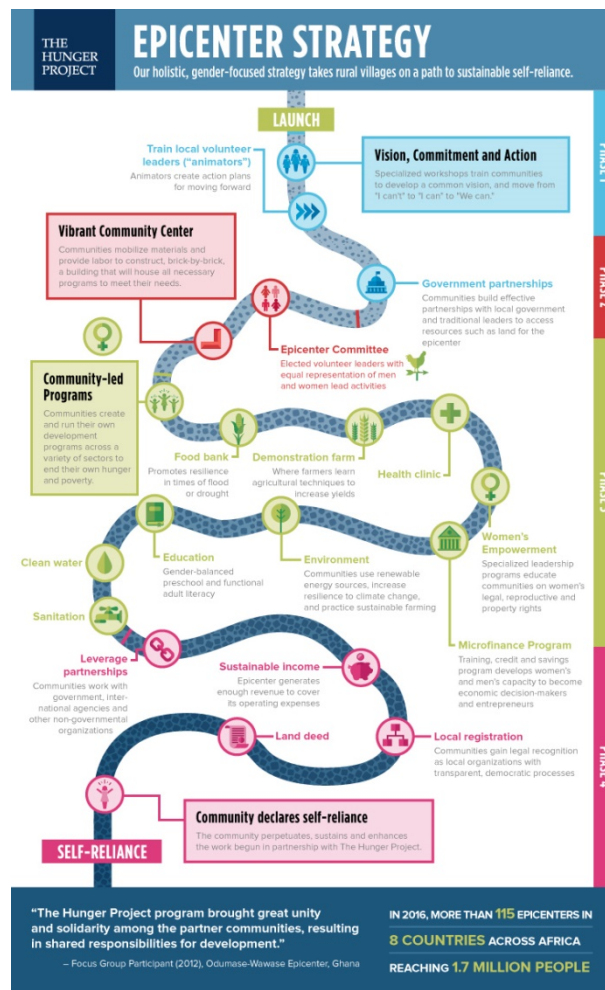 THE
HUNGER
PROJECT
EPICENTER STRATEGY
Our holistic, gender-focused strategy takes rural villages on a path to sustainable self-reliance.
LAUNCH
Train local volunteer
leaders ("animators")
Animators create action plans
for moving forward
Vision, Commitment and Action
Specialized workshops train communities
to develop a common vision, and move from
"I can't" to "I can" to "We can."
PHASE 1
Vibrant Community Center
Communities mobilize materials and
provide labor to construct, brick-by-brick,
a building that will house all necessary
programs to meet their needs.
Government partnerships
Communities build effective
partnerships with local government
and traditional leaders to access
resources such as land for the
epicenter
PHASE 2
Epicenter Committee
Elected volunteer leaders with
equal representation of men
and women lead activities
Community-led
Programs
Communities create
and run their own
development
programs across a
variety of sectors to
end their own hunger
and poverty.
Food bank
Promotes resilience
in times of flood
or drought
Demonstration farm
Where farmers learn
agricultural techniques to
increase yields
Health clinic
PHASE 3
Women's
Empowerment
Specialized leadership
programs educate
communities on women's
legal, reproductive and
property rights
Education
Gender-balanced
preschool and functional
adult literacy
Environment
Communities use renewable
energy sources, increase
resilience to climate change,
and practice sustainable farming
Clean water
Sanitation
Microfinance Program
Training, credit and savings
program develops women's
and men's capacity to become
economic decision-makers
and entrepreneurs
Leverage
partnerships
Communities work with
government, inter-
national agencies and
other non-governmental
organizations
Sustainable income
Epicenter generates
enough revenue to cover
its operating expenses
Land deed
Local registration
Communities gain legal recognition
as local organizations with
transparent, democratic processes
PHASE 4
Community declares self-reliance
The community perpetuates, sustains and enhances
the work begun in partnership with The Hunger Project.
SELF-RELIANCE
"The Hunger Project program brought great unity
and solidarity among the partner communities, resulting
in shared responsibilities for development."
– Focus Group Participant (2012), Odumase-Wawase Epicenter, Ghana
IN 2016, MORE THAN 115 EPICENTERS IN
8 COUNTRIES ACROSS AFRICA
REACHING 1.7 MILLION PEOPLE